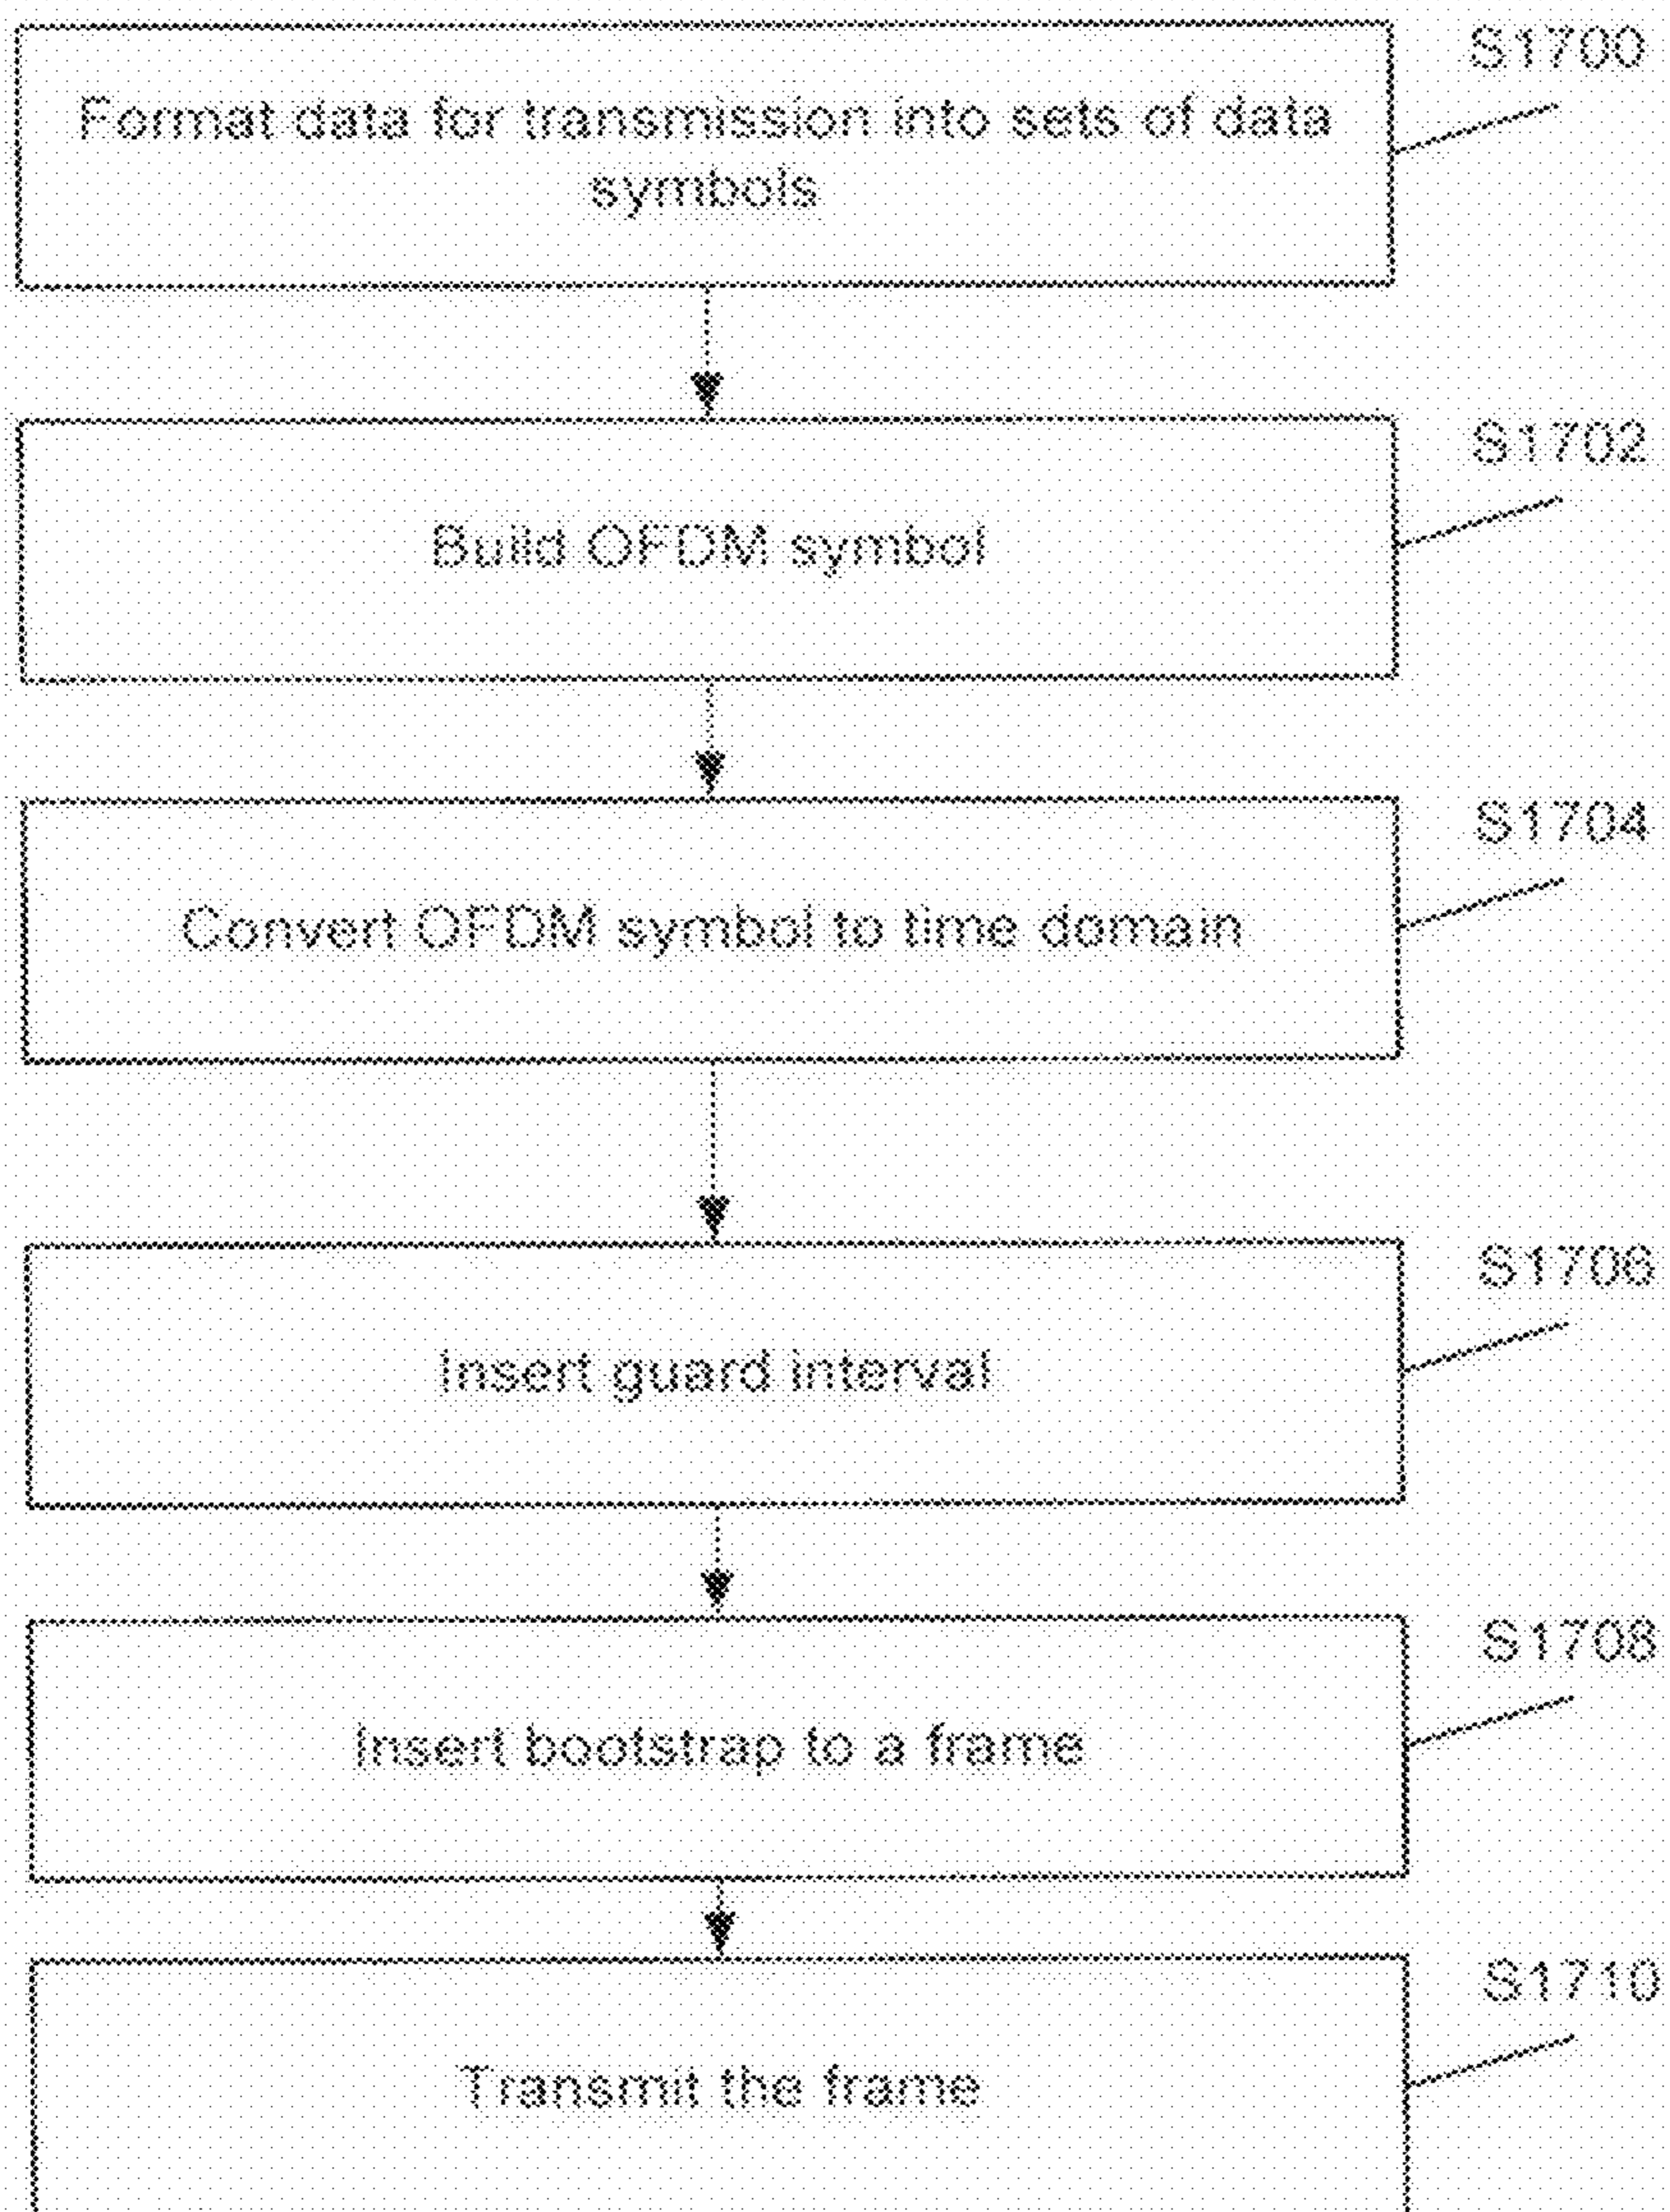 Format data for transmission into sets of data
symbols
S1700
Build OFDM symbol
S1702
Convert OFDM symbol to time domain
S1704
Insert guard interval
S1706
Insert bootstrap to a frame
S1708
Transmit the frame
S1710